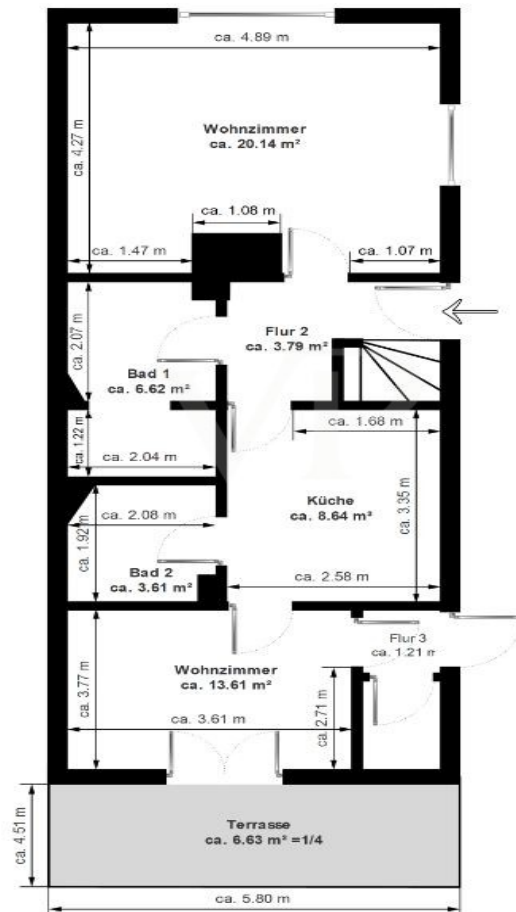 ca. 4.89 m
ca. 4.27 m
Wohnzimmer
ca. 20.14 m²
ca. 1.08 m
ca. 1.47 m
ca. 1.07 m
ca. 2.07 m
Flur 2
ca. 3.79 m²
Bad 1
ca. 6.62 m²
ca. 1.22 m
ca. 1.68 m
ca. 2.04 m
Küche
ca. 8.64 m²
ca. 3.35 m
ca. 1.92 m
ca. 2.08 m
Bad 2
ca. 3.61 m²
ca. 2.58 m
Flur 3
ca. 1.21 m
Wohnzimmer
ca. 13.61 m²
ca. 3.77 m
ca. 3.61 m
ca. 2.71 m
Terrasse
ca. 6.63 m² =1/4
ca. 4.51 m
ca. 5.80 m